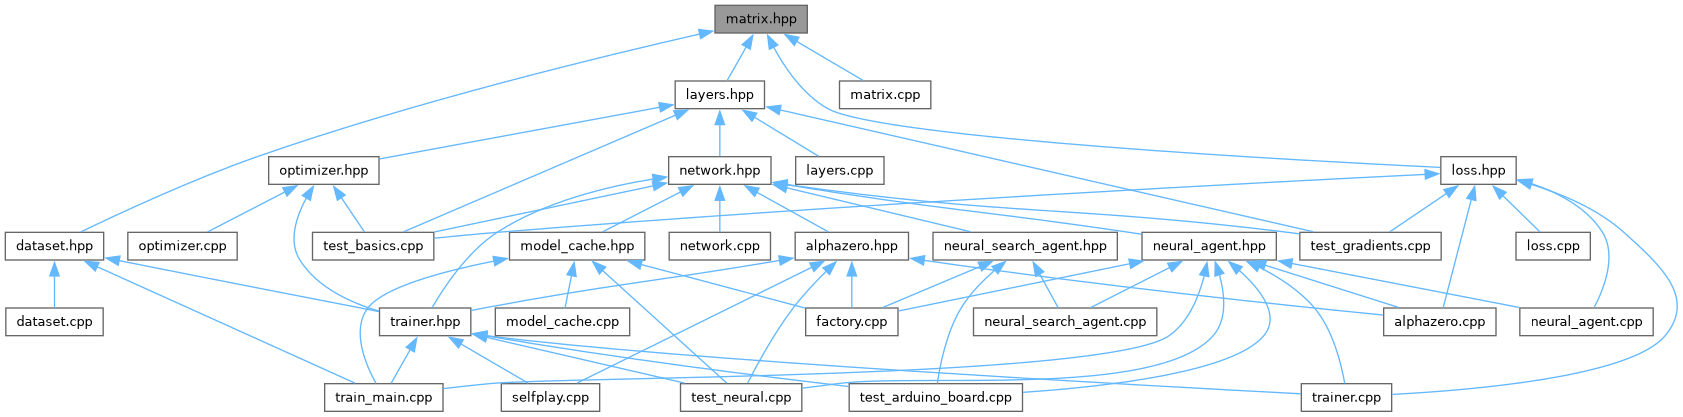 matrix.hpp
layers.hpp
matrix.cpp
optimizer.hpp
network.hpp
layers.cpp
loss.hpp
dataset.hpp
optimizer.cpp
test_basics.cpp
model_cache.hpp
network.cpp
alphazero.hpp
neural_search_agent.hpp
neural_agent.hpp
test_gradients.cpp
loss.cpp
dataset.cpp
trainer.hpp
model_cache.cpp
factory.cpp
neural_search_agent.cpp
alphazero.cpp
neural_agent.cpp
train_main.cpp
selfplay.cpp
test_neural.cpp
test_arduino_board.cpp
trainer.cpp